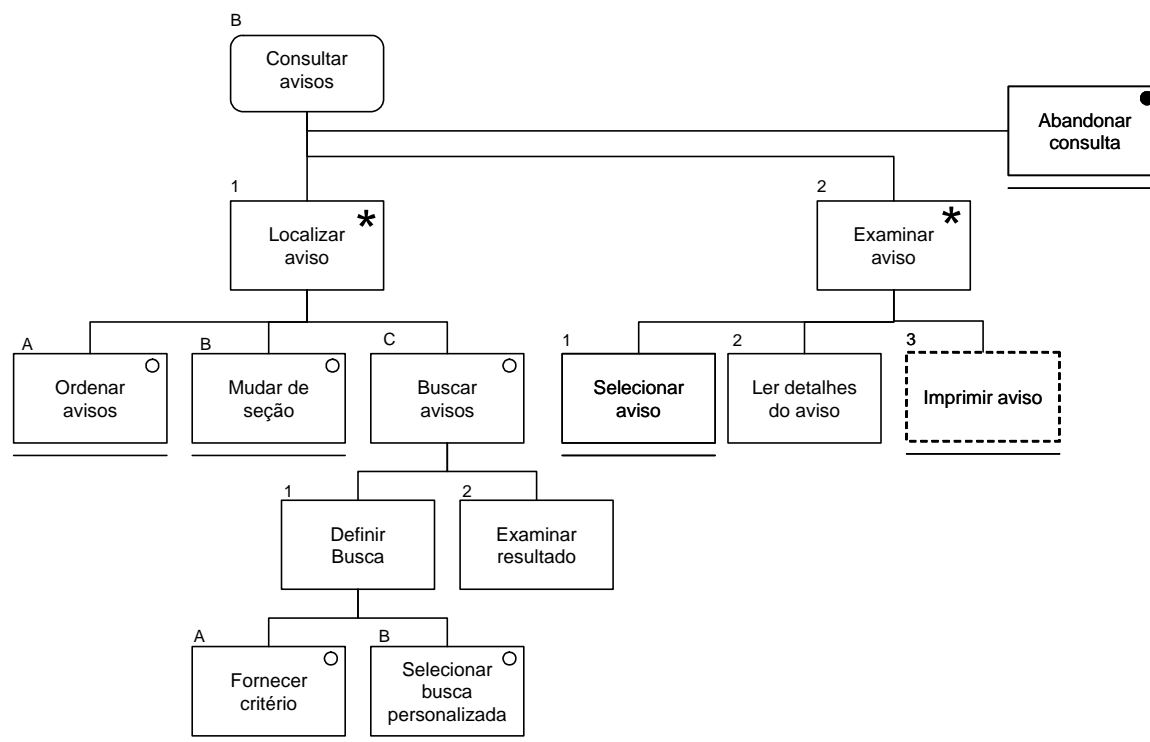 B
Consultar
avisos
Abandonar
consulta
1
Localizar
aviso
*
2
Examinar
aviso
*
A
Ordenar
avisos
B
Mudar de
seção
C
Buscar
avisos
1
Selecionar
aviso
2
Ler detalhes
do aviso
3
Imprimir aviso
1
Definir
Busca
2
Examinar
resultado
A
Fornecer
critério
B
Selecionar
busca
personalizada